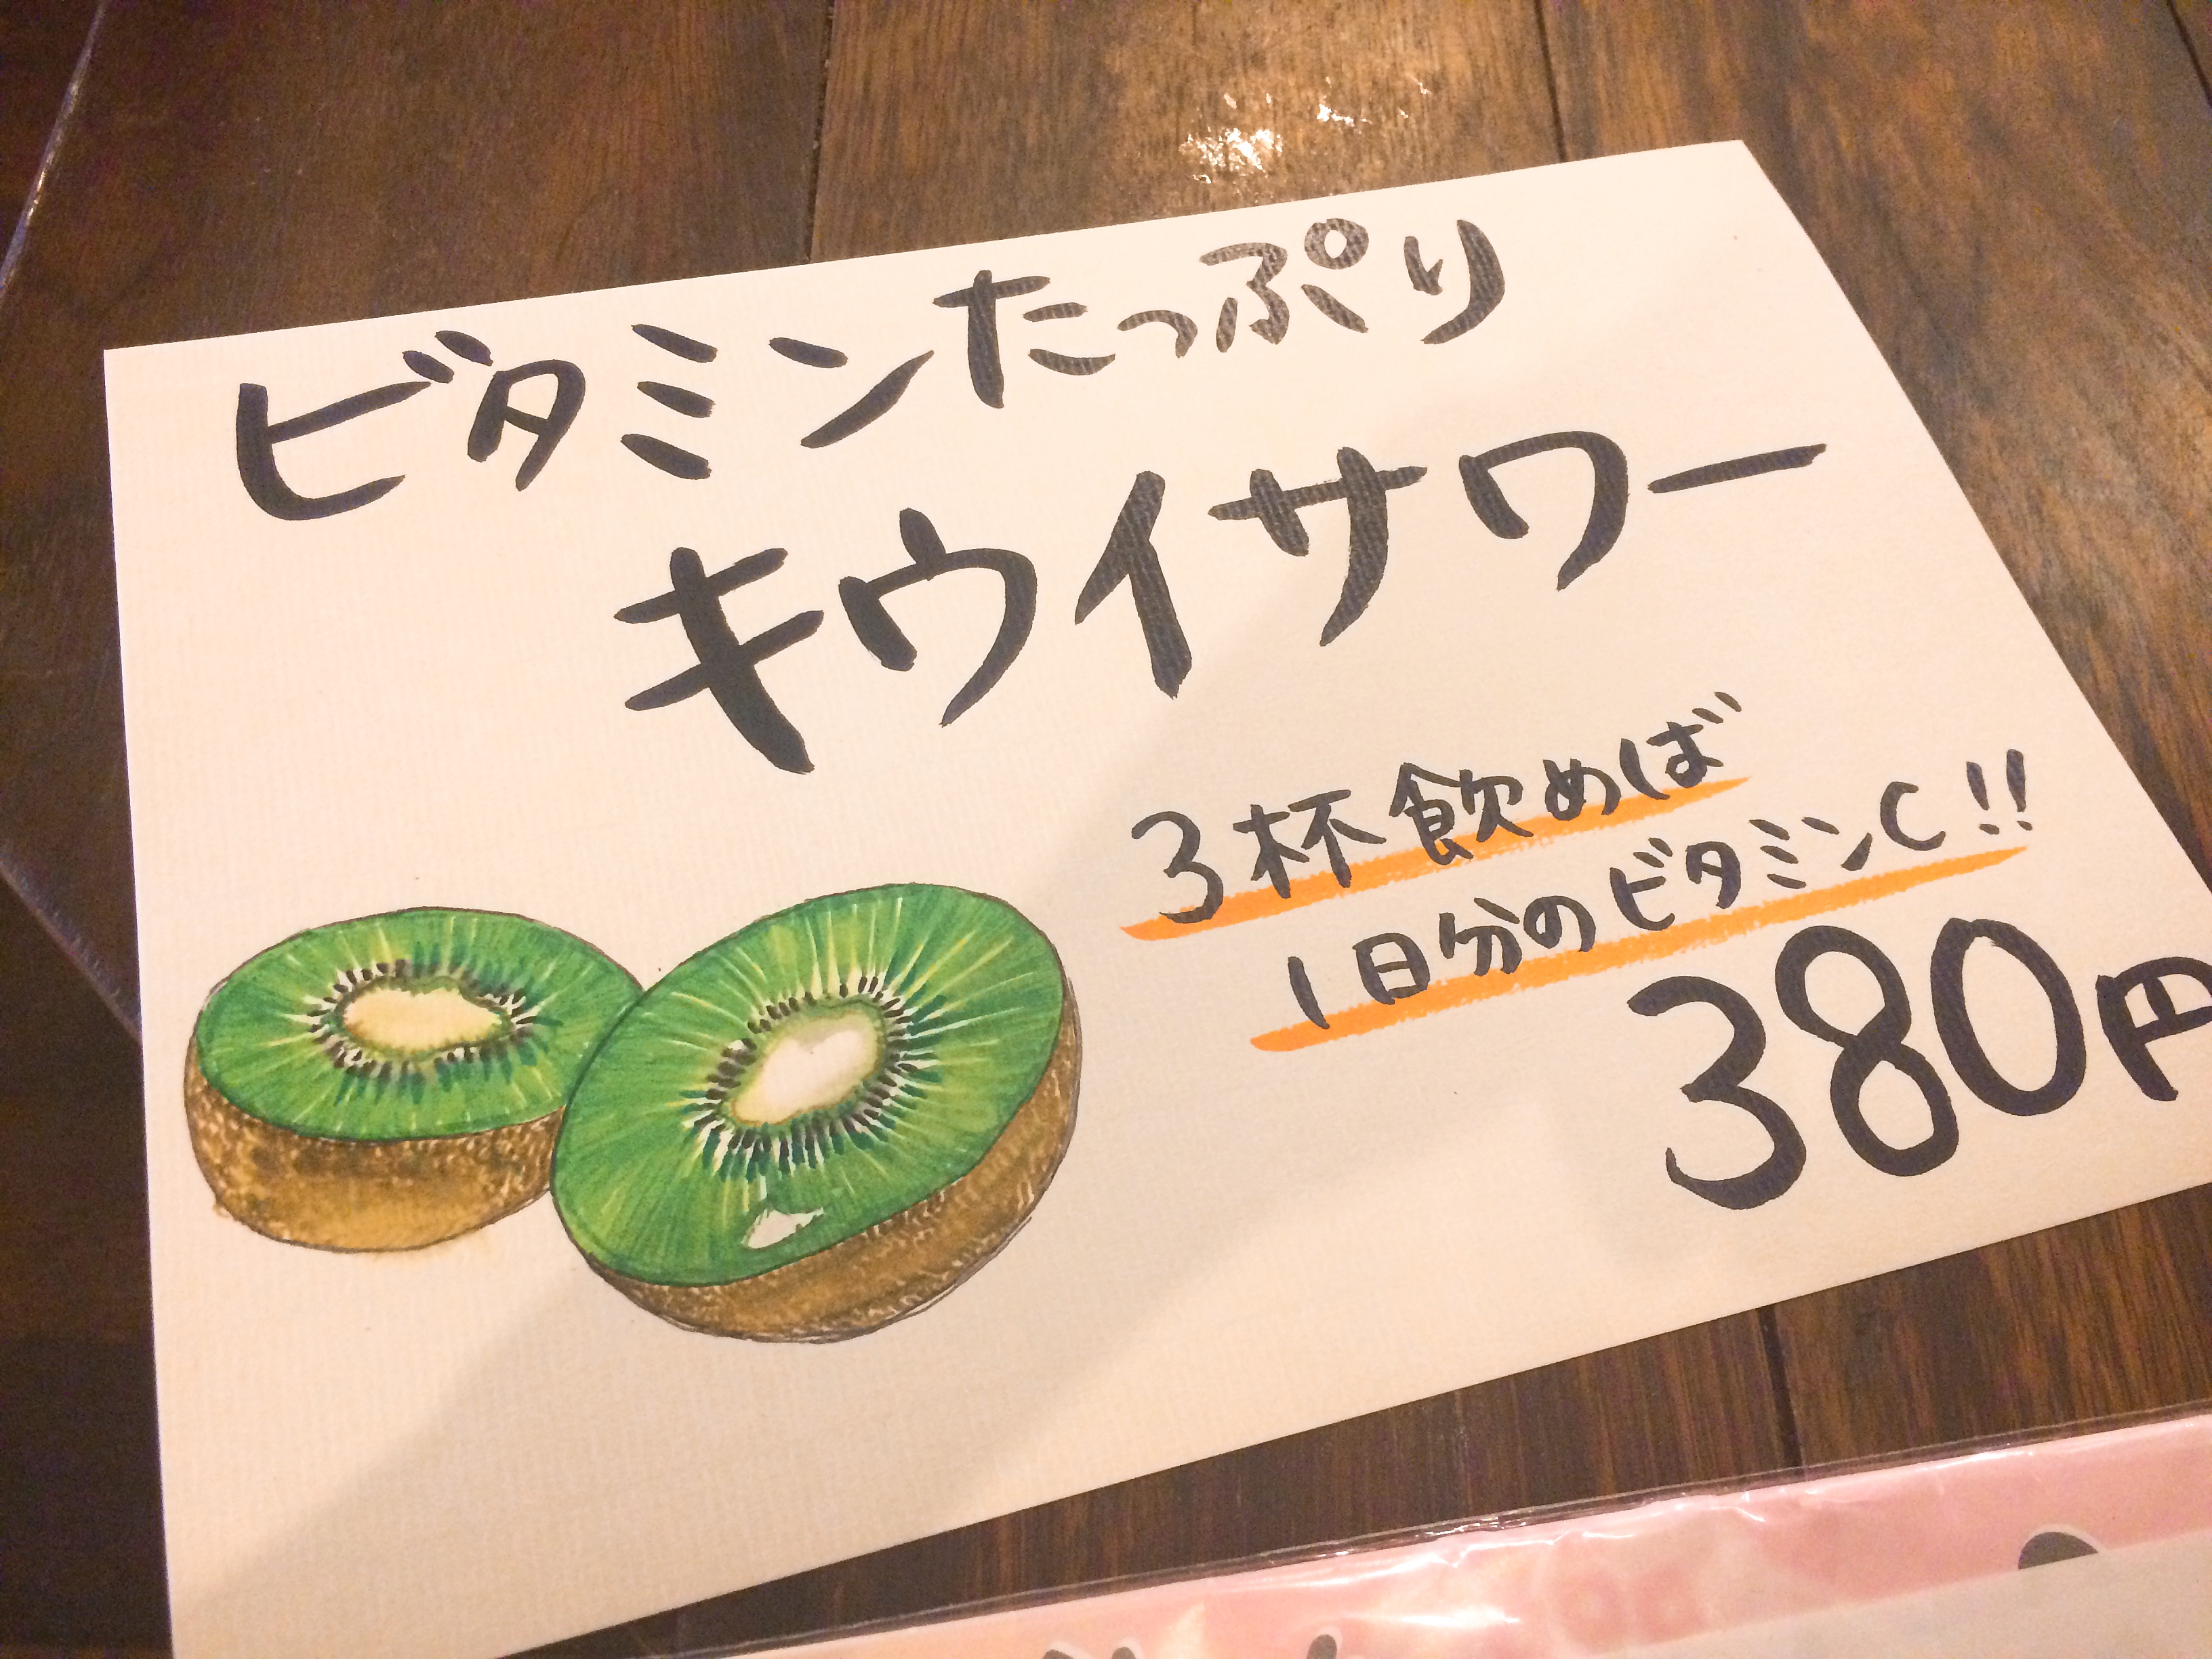 ビタミンたっぷり
キウイサワー
3杯飲めば
1日分のビタミンC!!
380円